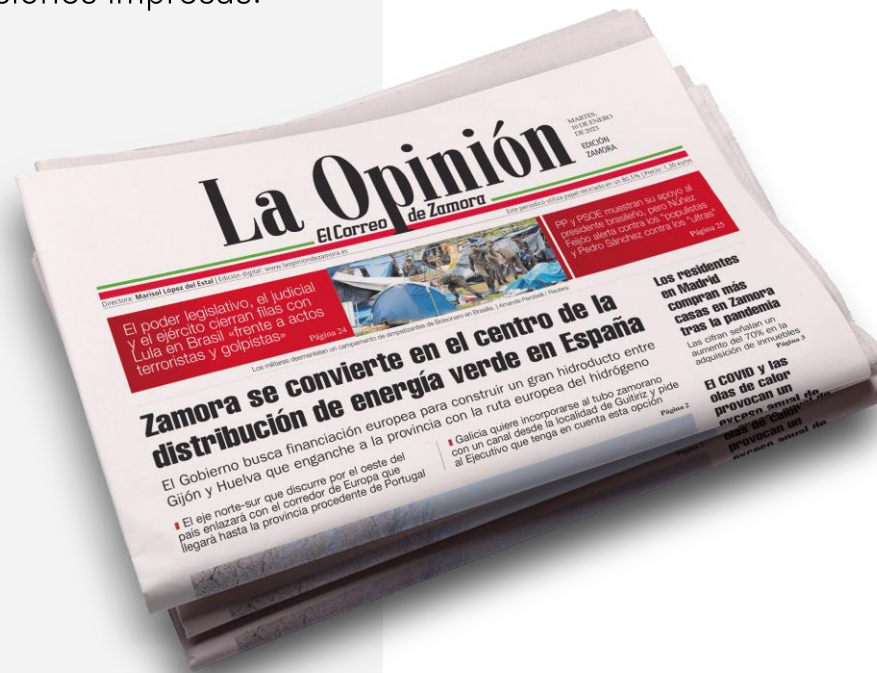 ciones impresas.
La Opinión
El Correo de Zamora
MARTES,
10 DE ENERO
DE 2023
EDICIÓN
ZAMORA
Directora: Marisol López del Estal | Edición digital: www.laopiniondezamora.es
Este periódico utiliza papel reciclado en un 80,5% | Precio: 1,30 euros
El poder legislativo, el judicial
y el ejército cierran filas con
Lula en Brasil «frente a actos
terroristas y golpistas»
Página 24
PP y PSOE muestran su apoyo al
presidente brasileño, pero Núñez
Feijóo alerta contra los "populistas
y Pedro Sánchez contra los "ultras"
Página 25
Los militares desmantelan un campamento de simpatizantes de Bolsonaro en Brasilia. | Amanda Perobelli / Reuters
Zamora se convierte en el centro de la
distribución de energía verde en España
El Gobierno busca financiación europea para construir un gran hidroducto entre
Gijón y Huelva que enganche a la provincia con la ruta europea del hidrógeno
El eje norte-sur que discurre por el oeste del
país enlazará con el corredor de Europa que
llegará hasta la provincia procedente de Portugal
Galicia quiere incorporarse al tubo zamorano
con un canal desde la localidad de Guitiriz y pide
al Ejecutivo que tenga en cuenta esta opción
Página 2
Los residentes
en Madrid
compran más
casas en Zamora
tras la pandemia
Las cifran señalan un
aumento del 70% en la
adquisición de inmuebles
Página 3
El COVID y las
olas de calor
provocan un
exceso anual de
olas de calor
provocan un
exceso anual de